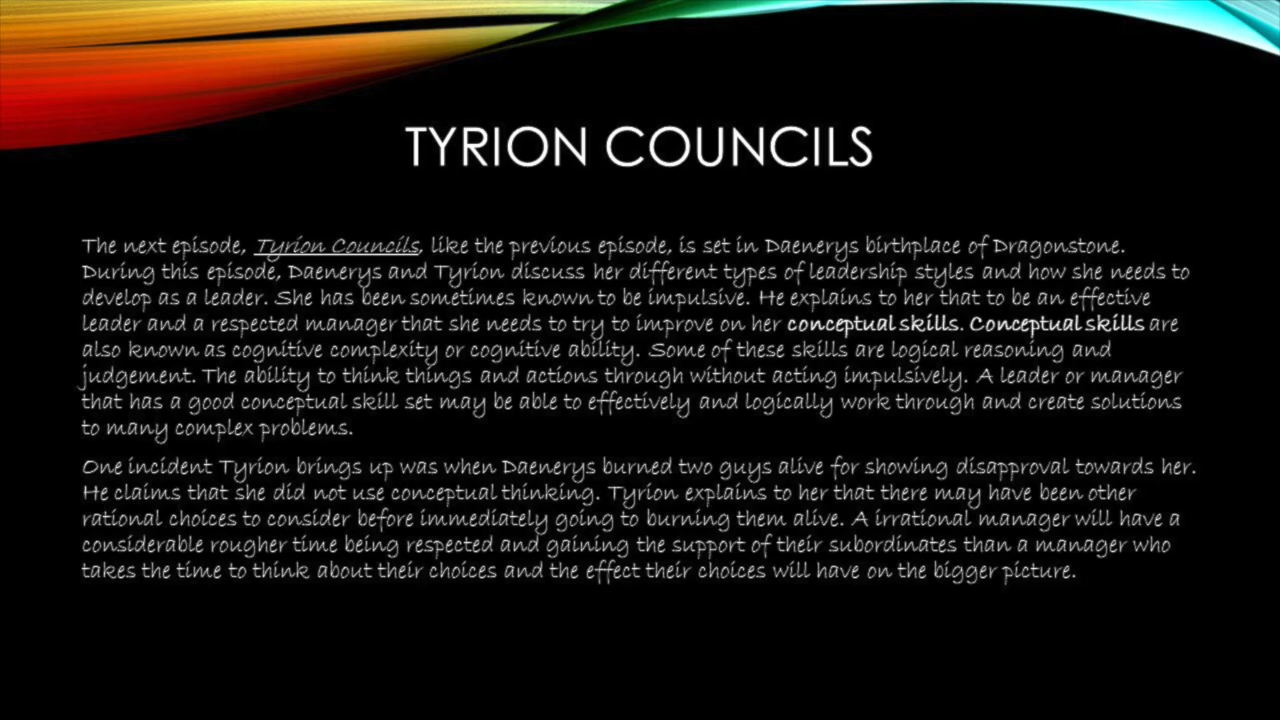 TYRION COUNCILS
The next episode, Tyrion Councils, like the previous episode, is set in Daenerys birthplace of Dragonstone.
During this episode, Daenerys and Tyrion discuss her different types of leadership styles and how she needs to
develop as a leader. She has been sometimes known to be impulsive. He explains to her that to be an effective
leader and a respected manager that she needs to try to improve on her conceptual skills. Conceptual skills are
also known as cognitive complexity or cognitive ability. Some of these skills are logical reasoning and
judgement. The ability to think things and actions through without acting impulsively. A leader or manager
that has a good conceptual skill set may be able to effectively and logically work through and create solutions
to many complex problems.
One incident Tyrion brings up was when Daenerys burned two guys alive for showing disapproval towards her.
He claims that she did not use conceptual thinking. Tyrion explains to her that there may have been other
rational choices to consider before immediately going to burning them alive. A irrational manager will have a
considerable rougher time being respected and gaining the support of their subordinates than a manager who
takes the time to think about their choices and the effect their choices will have on the bigger picture.